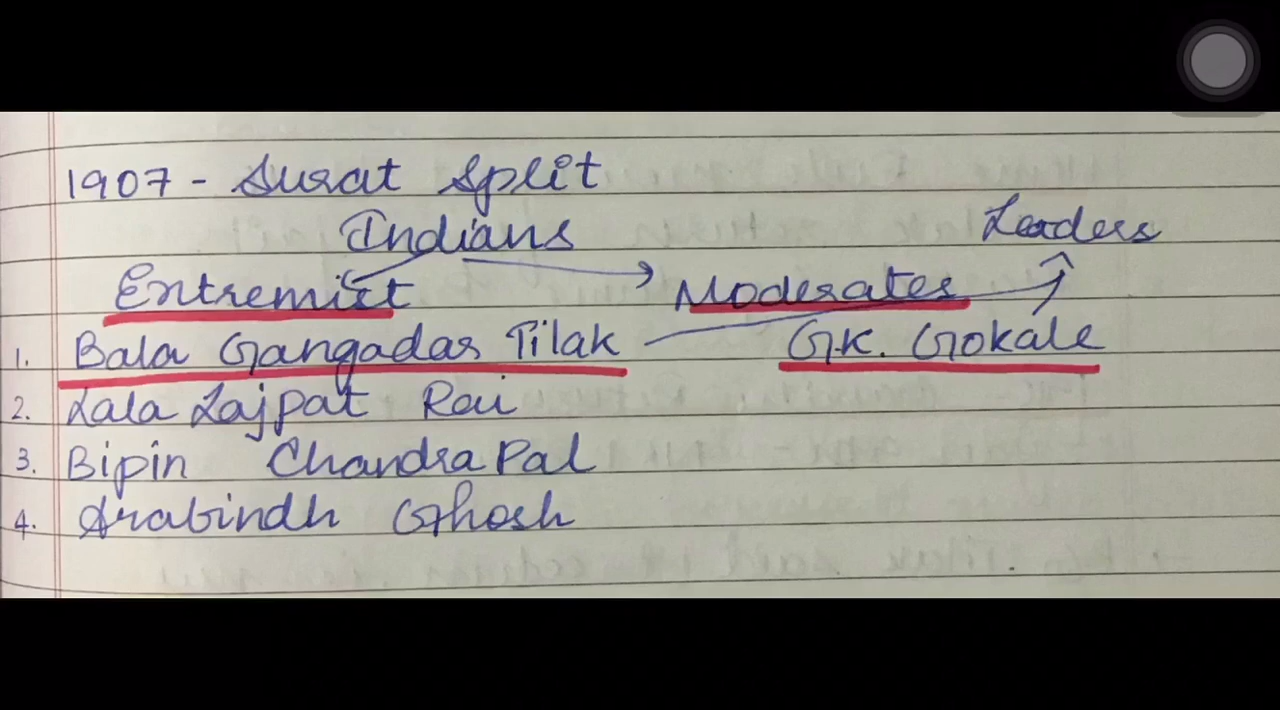 1907 - Surat Split
Indians Leaders
Extremist Moderates
1. Bala Gangadas Tilak G.K. Gokale
2. Lala Lajpat Rai
3. Bipin Chandra Pal
4. Arabindh Ghosh